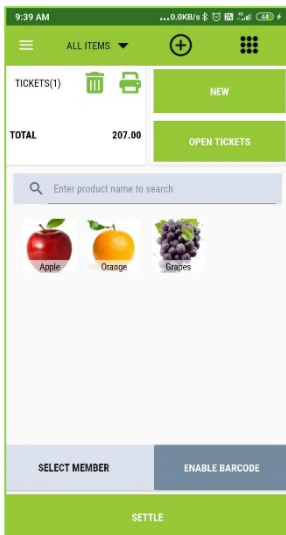 9:39 AM ...0.0KB/s
ALL ITEMS
TICKETS(1)
NEW
TOTAL 207.00
OPEN TICKETS
Enter product name to search
Apple Orange Grapes
SELECT MEMBER ENABLE BARCODE
SETTLE